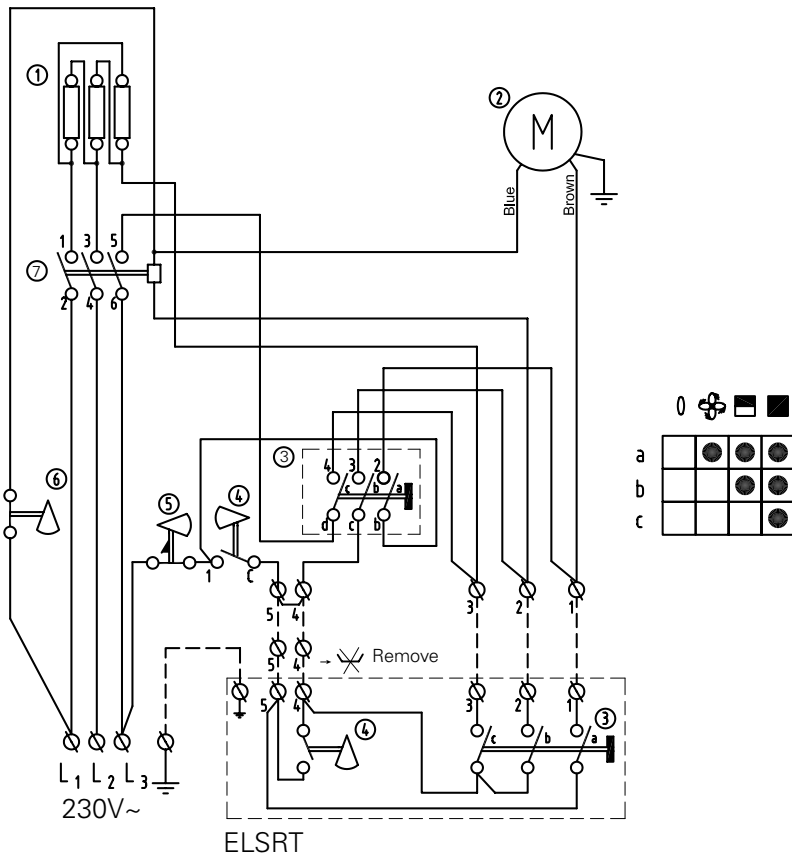 ①
②
M
Blue
Brown
1 3 5
⑦
2 4 6
③
4 3 2
c b a
d c b
⑥
⑤
④
1 C
5 4
3 2 1
5 4
→ Remove
5 4
3 2 1
④
③
c b a
L1 L2 L3
230V~
ELSRT
0
a
b
c